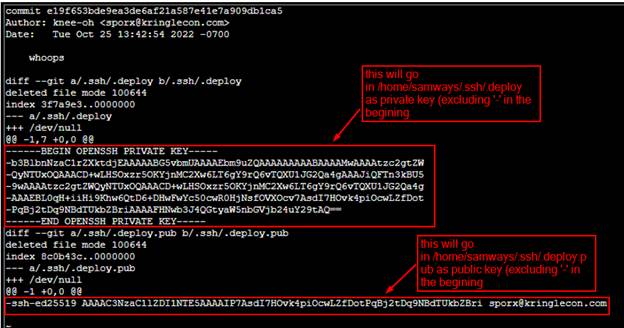 commit e19f653bde9ea3de6af21a587e41e7a909db1ca5
Author: knee-oh <sporx@kringlecon.com>
Date: Tue Oct 25 13:42:54 2022 -0700
whoops
diff --git a/.ssh/.deploy b/.ssh/.deploy
deleted file mode 100644
index 3f7a9e3..0000000
--- a/.ssh/.deploy
+++ /dev/null
@@ -1,7 +0,0 @@
-----BEGIN OPENSSH PRIVATE KEY-----
-b3BlbnNzaC1rZXktdjEAAAAABG5vbmUAAAAEbm9uZQAAAAAAAAABAAAAMwAAAAtzc2gtZW
-QyNTUxOQAAACD+wLHSOxzr5OKYjnMC2Xw6LT6gY9rQ6vTQXU1JG2Qa4gAAAJiQFTn3kBU5
-9wAAAAtzc2gtZWQyNTUxOQAAACD+wLHSOxzr5OKYjnMC2Xw6LT6gY9rQ6vTQXU1JG2Qa4g
-AAAEBL0qH+iiHi9Khw6QtD6+DHwFwYc50cwR0HjNsfOVXOcv7AsdI7HOvk4piOcwLZfDot
-PqBj2tDq9NBdTUkbZBriAAAAFHNwb3J4QGtyaW5nbGVjb24uY29tAQ==
-----END OPENSSH PRIVATE KEY-----
diff --git a/.ssh/.deploy.pub b/.ssh/.deploy.pub
deleted file mode 100644
index 8c0b43c..0000000
--- a/.ssh/.deploy.pub
+++ /dev/null
@@ -1 +0,0 @@
-ssh-ed25519 AAAAC3NzaC1lZDI1NTE5AAAAIP7AsdI7HOvk4piOcwLZfDotPqBj2tDq9NBdTUkbZBri sporx@kringlecon.com
this will go
in /home/samways/.ssh/.deploy
as private key (excluding '-' in the
begining
this will go
in /home/samways/.ssh/.deploy.p
ub as public key (excluding '-' in
the begining